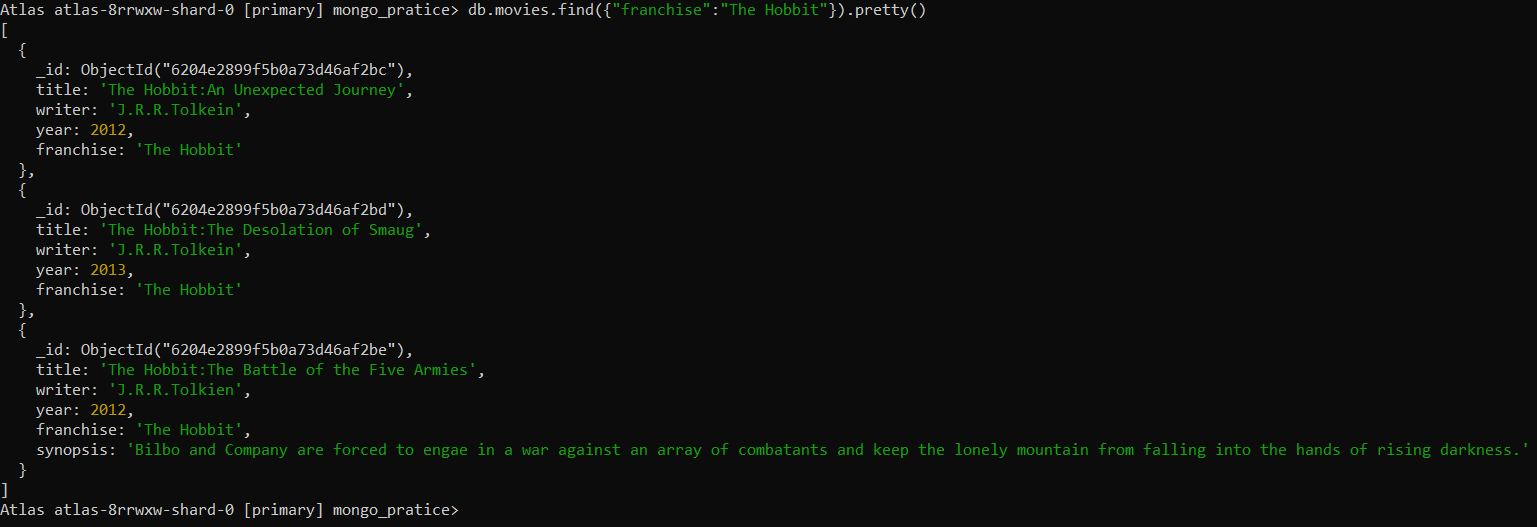 Atlas atlas-8rrwxw-shard-0 [primary] mongo_pratice> db.movies.find({"franchise":"The Hobbit"}).pretty()
[
  {
    _id: ObjectId("6204e2899f5b0a73d46af2bc"),
    title: 'The Hobbit:An Unexpected Journey',
    writer: 'J.R.R.Tolkein',
    year: 2012,
    franchise: 'The Hobbit'
  },
  {
    _id: ObjectId("6204e2899f5b0a73d46af2bd"),
    title: 'The Hobbit:The Desolation of Smaug',
    writer: 'J.R.R.Tolkein',
    year: 2013,
    franchise: 'The Hobbit'
  },
  {
    _id: ObjectId("6204e2899f5b0a73d46af2be"),
    title: 'The Hobbit:The Battle of the Five Armies',
    writer: 'J.R.R.Tolkien',
    year: 2012,
    franchise: 'The Hobbit',
    synopsis: 'Bilbo and Company are forced to engae in a war against an array of combatants and keep the lonely mountain from falling into the hands of rising darkness.'
  }
]
Atlas atlas-8rrwxw-shard-0 [primary] mongo_pratice>